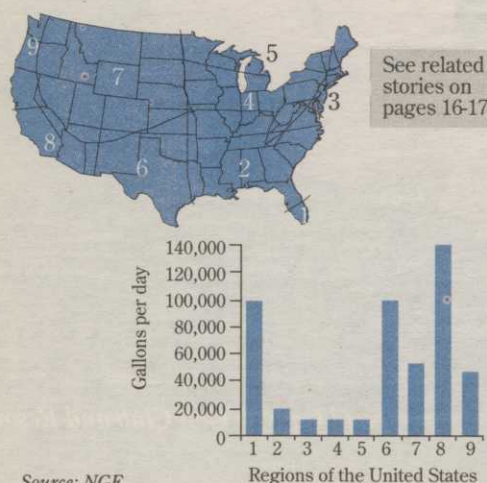 9
7
5
4
3
8
6
2
1
See related
stories on
pages 16-17
Gallons per day
140,000
120,000
100,000
80,000
60,000
40,000
20,000
0
1 2 3 4 5 6 7 8 9
Regions of the United States
Source: NGF